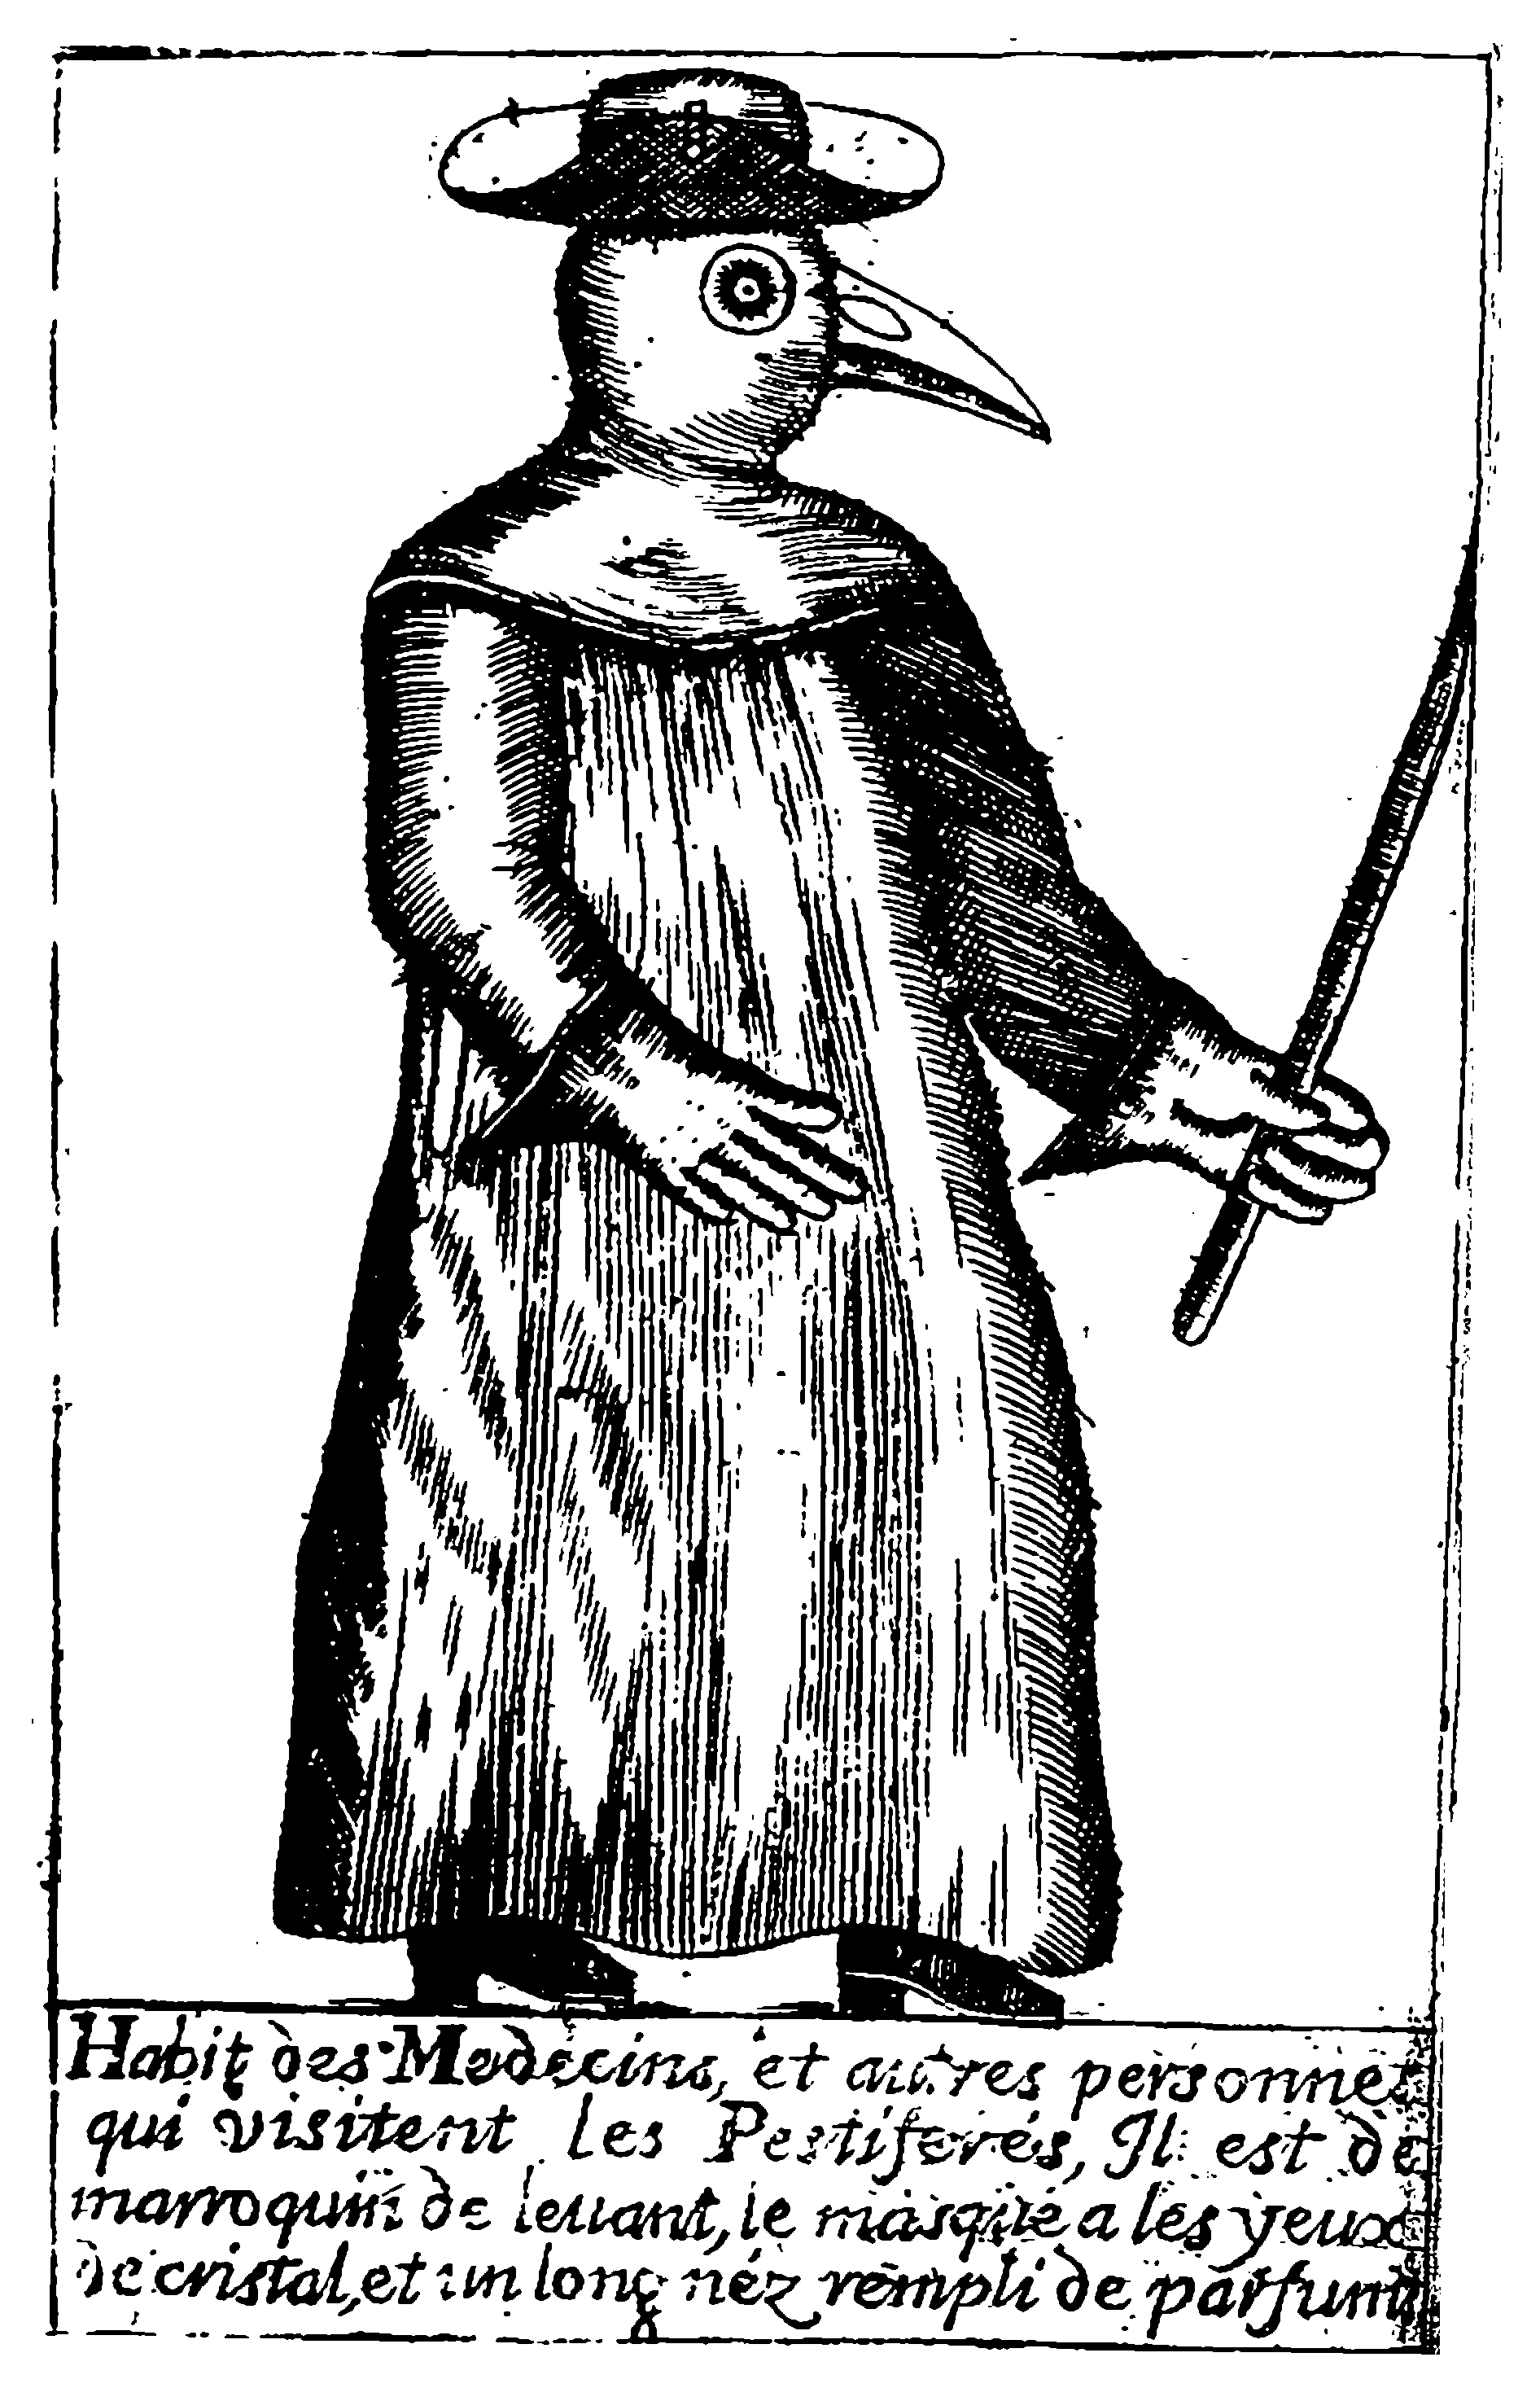 Habit des Medecins, et autres personnes
qui visitent les Pestiferés, Il est de
marroquin de leuant, le masque a les yeux
de cristal, et un long néz rempli de parfums